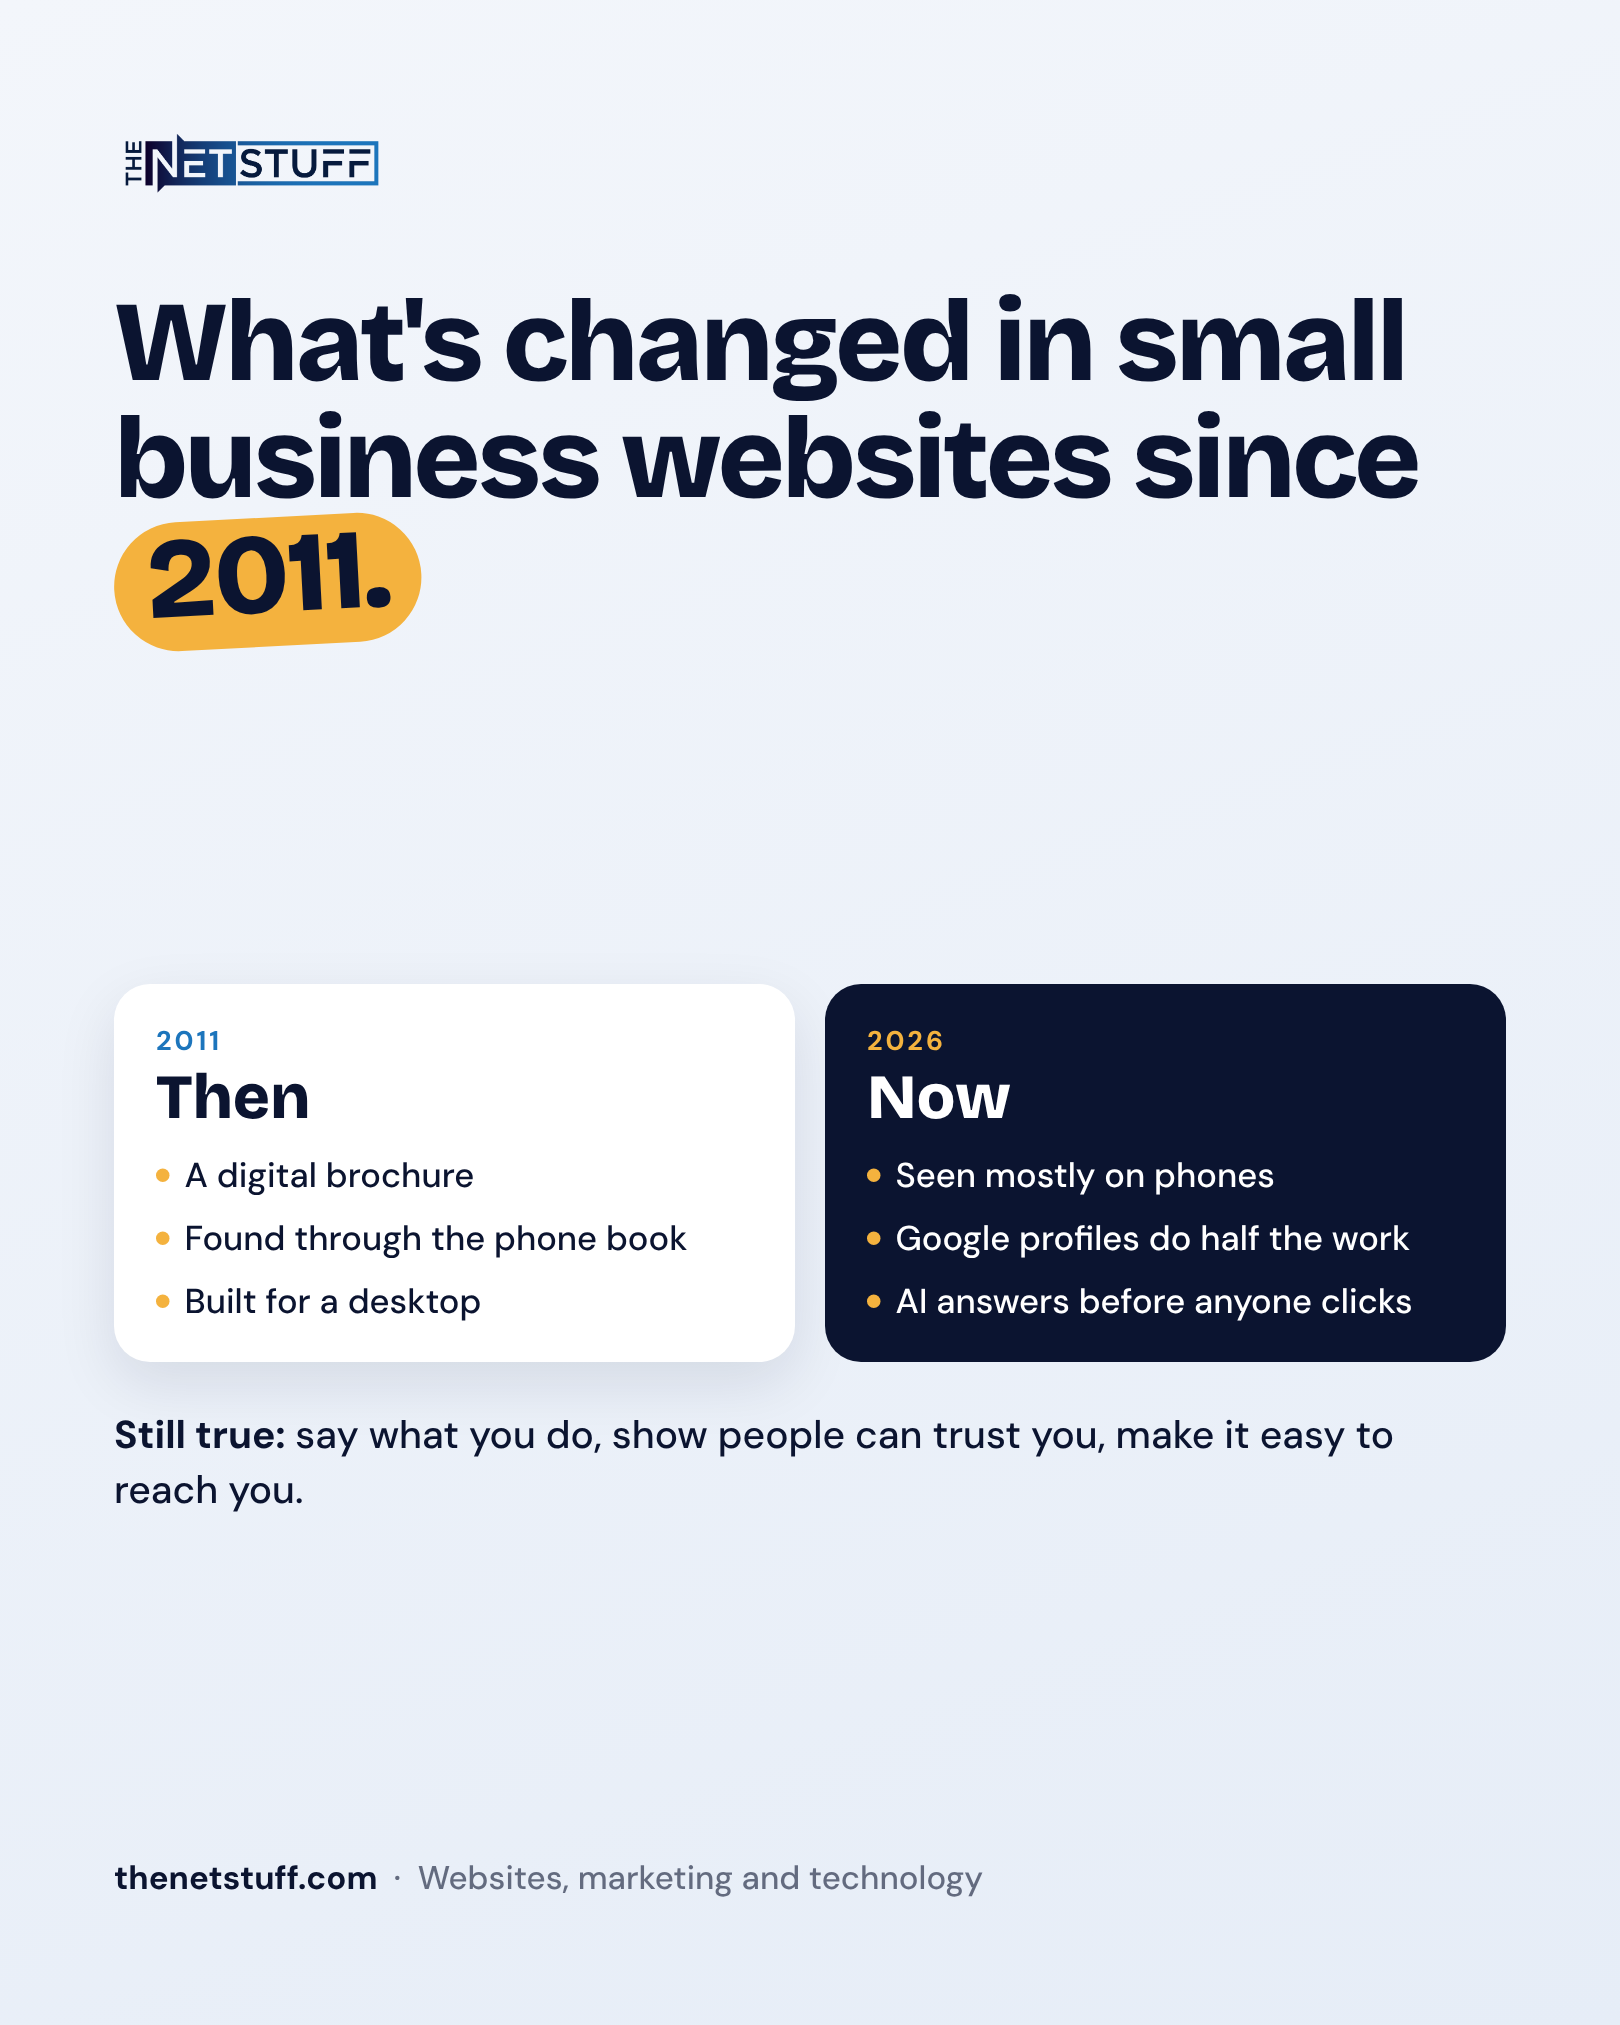 THE NETSTUFF
What's changed in small
business websites since
2011.
2011
Then
A digital brochure
Found through the phone book
Built for a desktop
2026
Now
Seen mostly on phones
Google profiles do half the work
AI answers before anyone clicks
Still true: say what you do, show people can trust you, make it easy to
reach you.
thenetstuff.com · Websites, marketing and technology